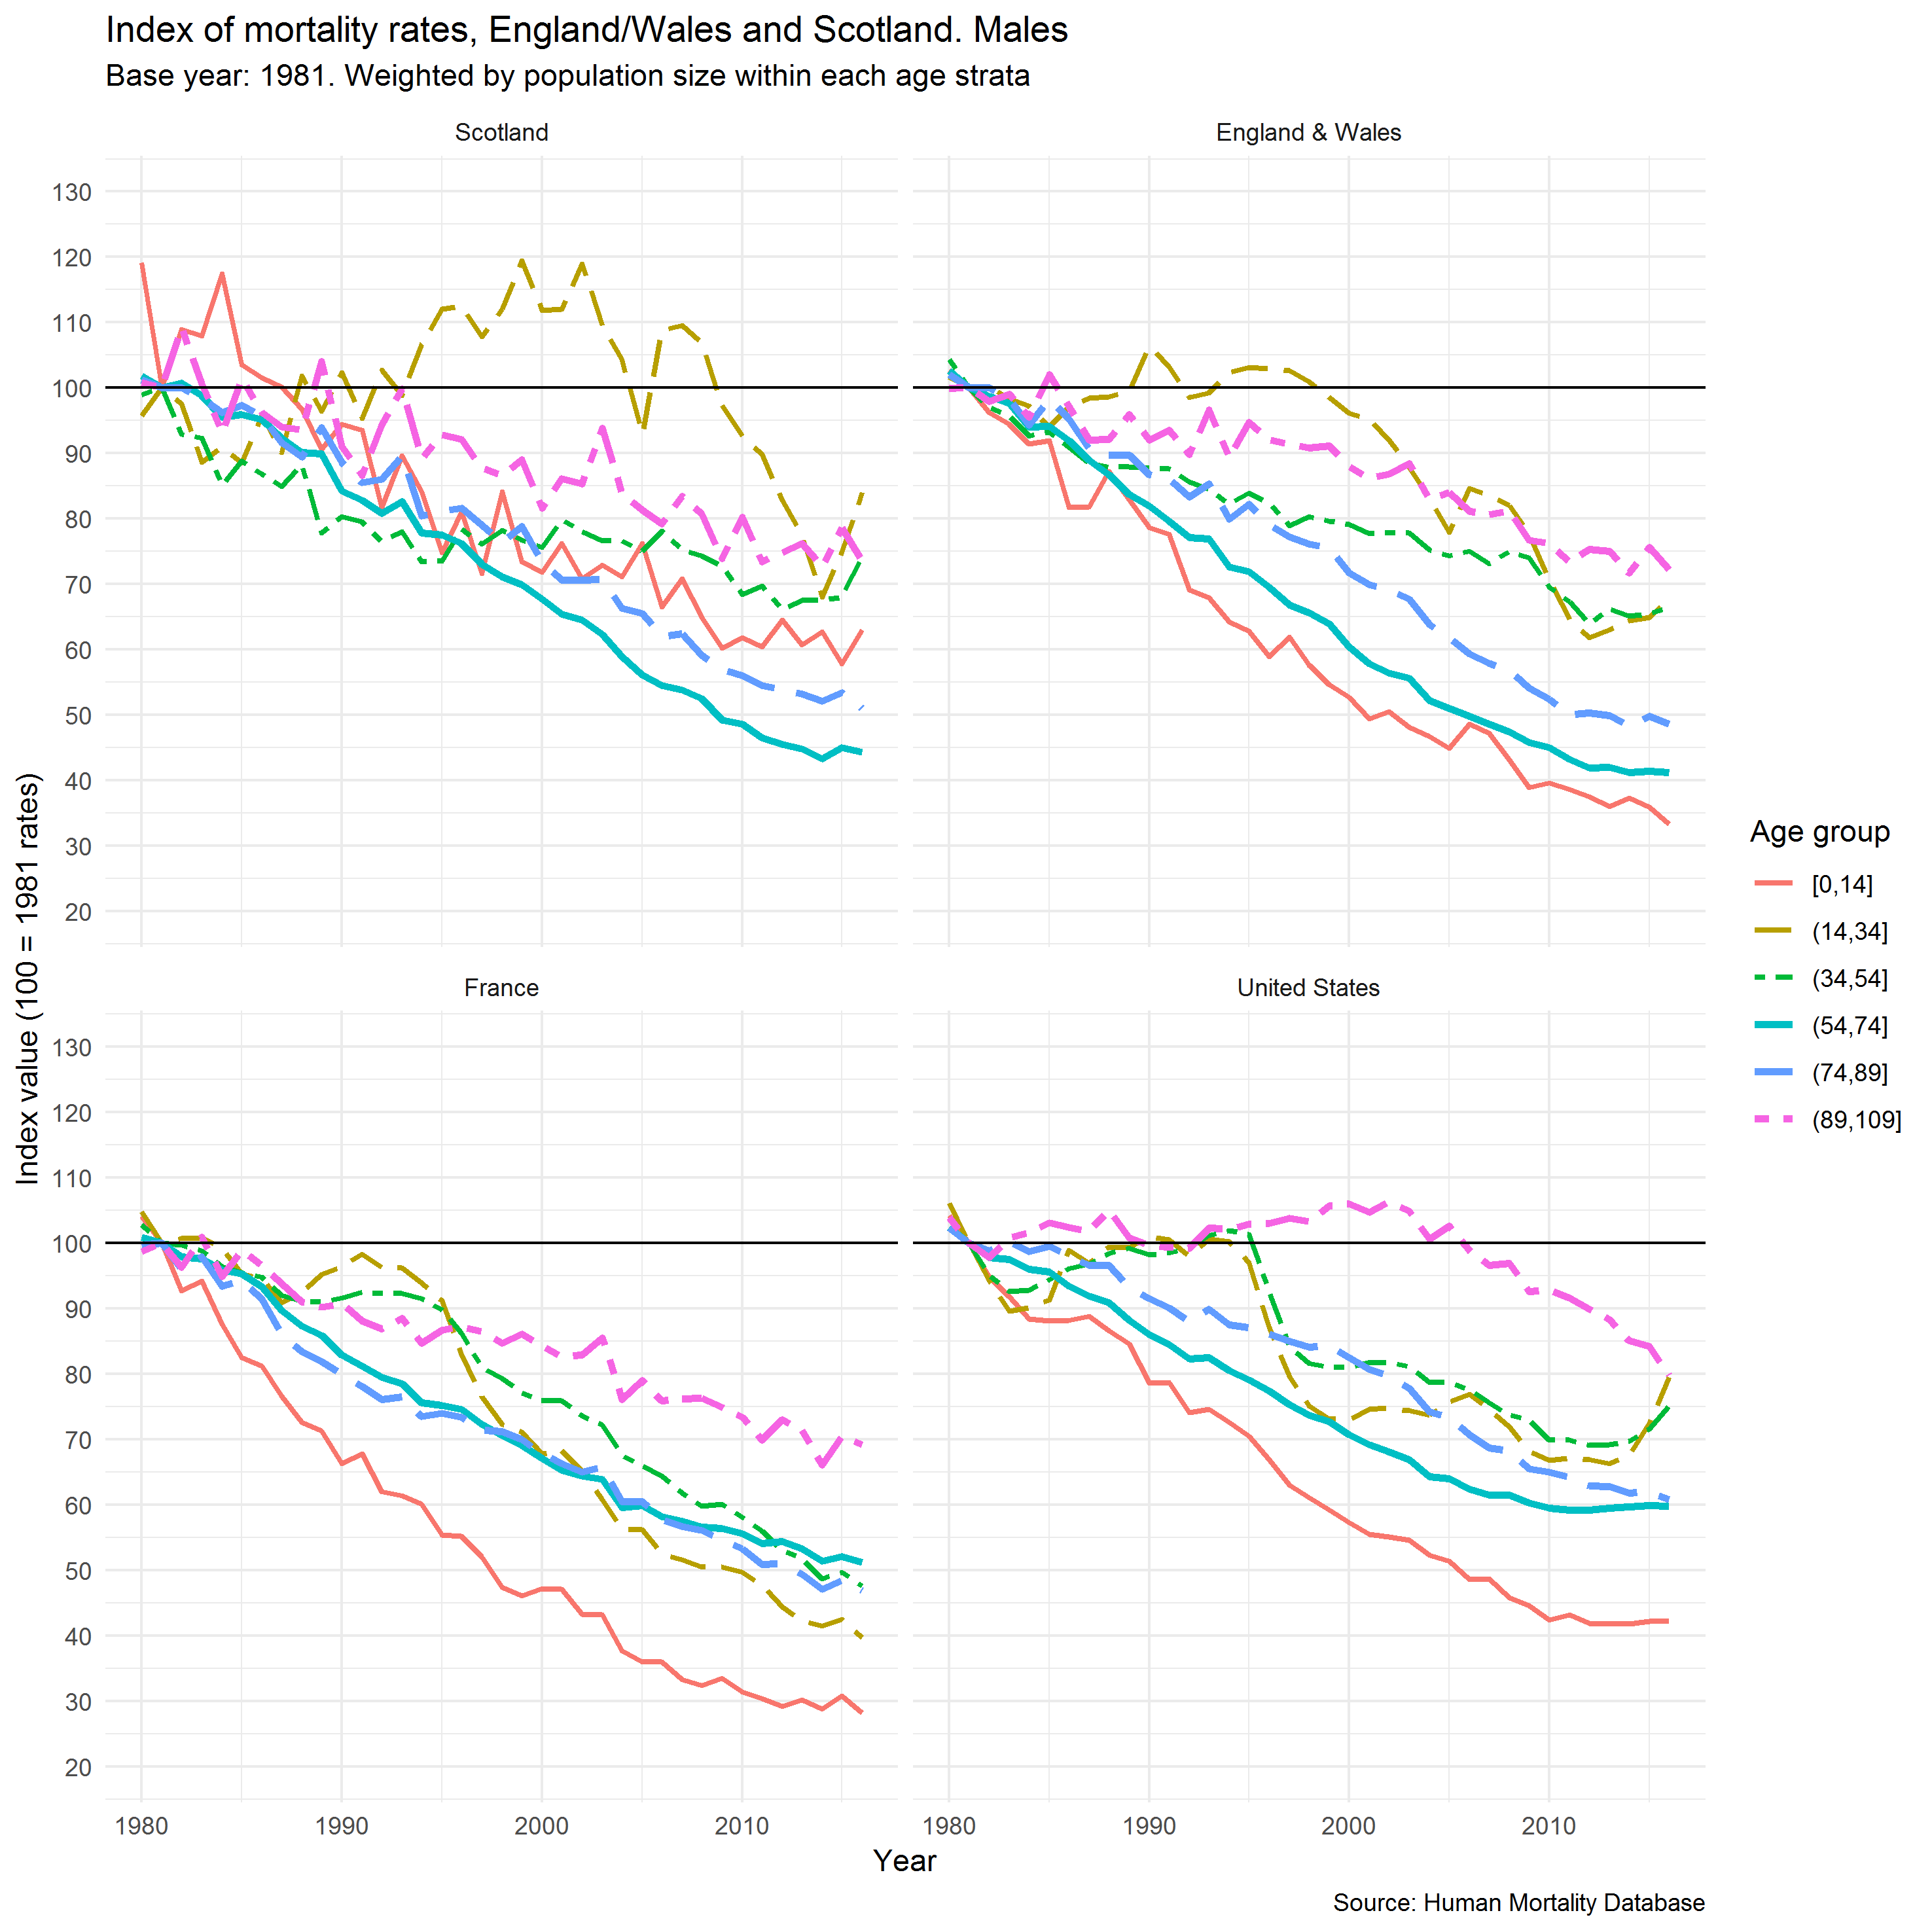 Index of mortality rates, England/Wales and Scotland. Males
Base year: 1981. Weighted by population size within each age strata
Scotland
England & Wales
130
120
110
100
90
80
70
60
50
40
30
20
France
United States
130
120
110
100
90
80
70
60
50
40
30
20
Index value (100 = 1981 rates)
1980 1990 2000 2010
1980 1990 2000 2010
Year
Age group
[0,14]
(14,34]
(34,54]
(54,74]
(74,89]
(89,109]
Source: Human Mortality Database